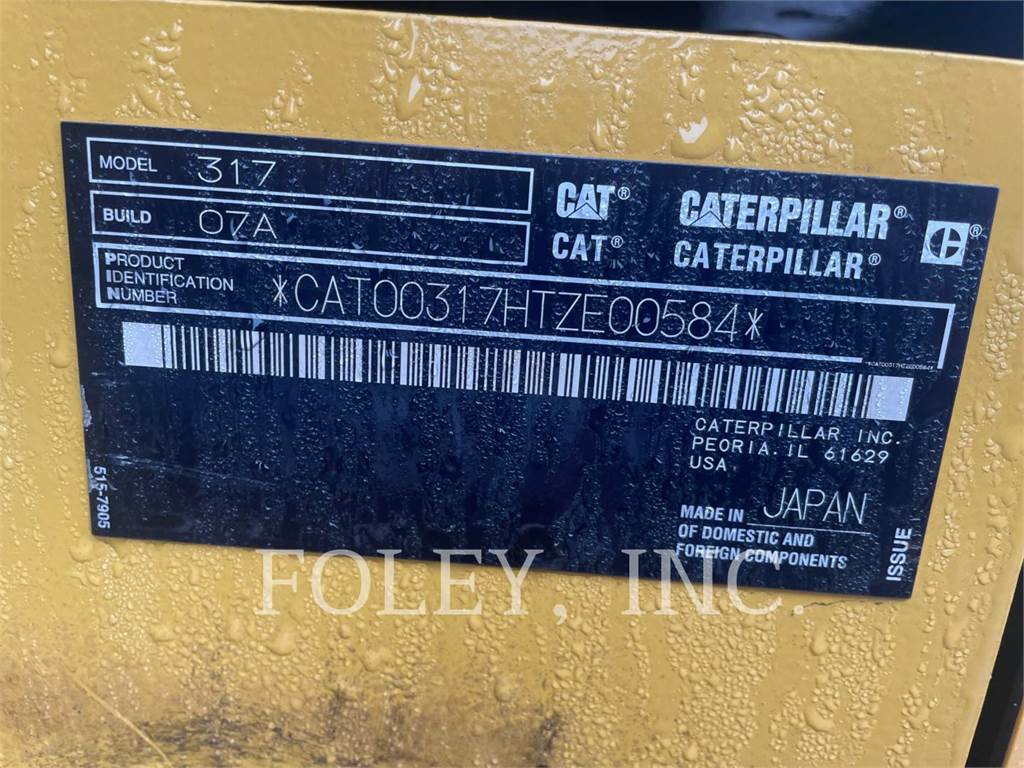 MODEL 317
BUILD 07A
PRODUCT
IDENTIFICATION
NUMBER
*CAT00317HTZE00584*
CAT® CATERPILLAR®
CAT® CATERPILLAR® C®
*CAT00317HTZE00584*
CATERPILLAR INC.
PEORIA, IL 61629
USA
MADE IN JAPAN
OF DOMESTIC AND
FOREIGN COMPONENTS
515-7905
ISSUE
FOLEY, INC.